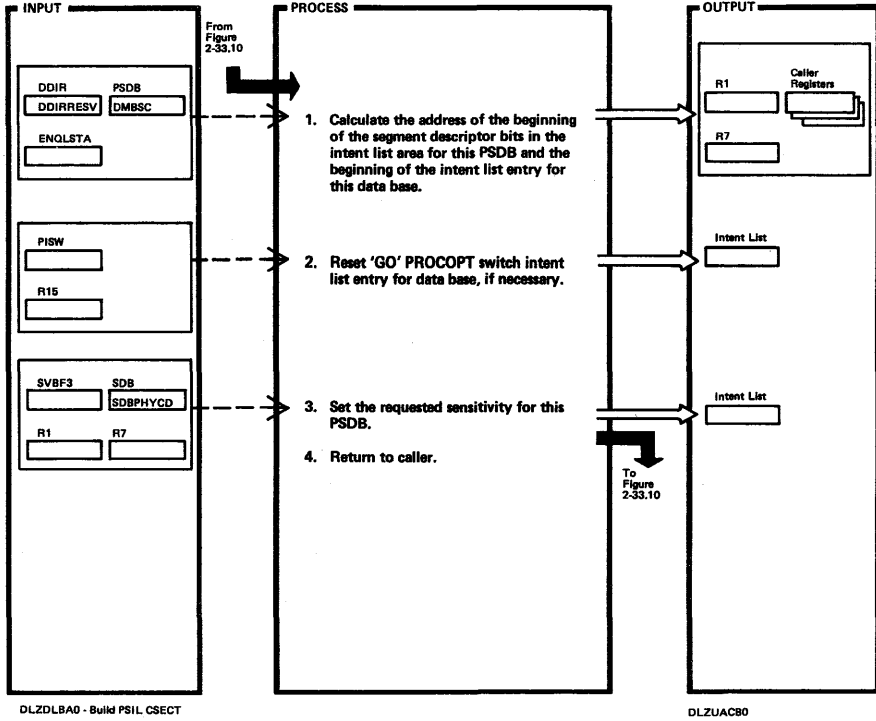 INPUT
PROCESS
OUTPUT
From
Figure
2-33.10
DDIR
PSDB
DDIRRESV
DMBSC
ENQLSTA
1. Calculate the address of the beginning
of the segment descriptor bits in the
intent list area for this PSDB and the
beginning of the intent list entry for
this data base.
R1
Caller
Registers
R7
PISW
R15
2. Reset 'GO' PROCOPT switch intent
list entry for data base, if necessary.
Intent List
SVBF3
SDB
SDBPHYCD
R1
R7
3. Set the requested sensitivity for this
PSDB.
4. Return to caller.
Intent List
To
Figure
2-33.10
DLZDLBA0 - Build PSIL CSECT
DLZUACB0